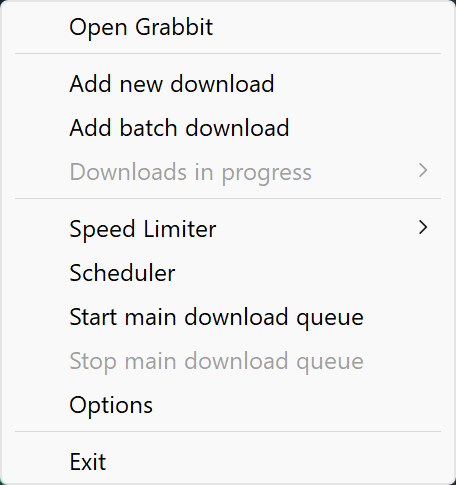 Open Grabbit
Add new download
Add batch download
Downloads in progress
Speed Limiter
Scheduler
Start main download queue
Stop main download queue
Options
Exit